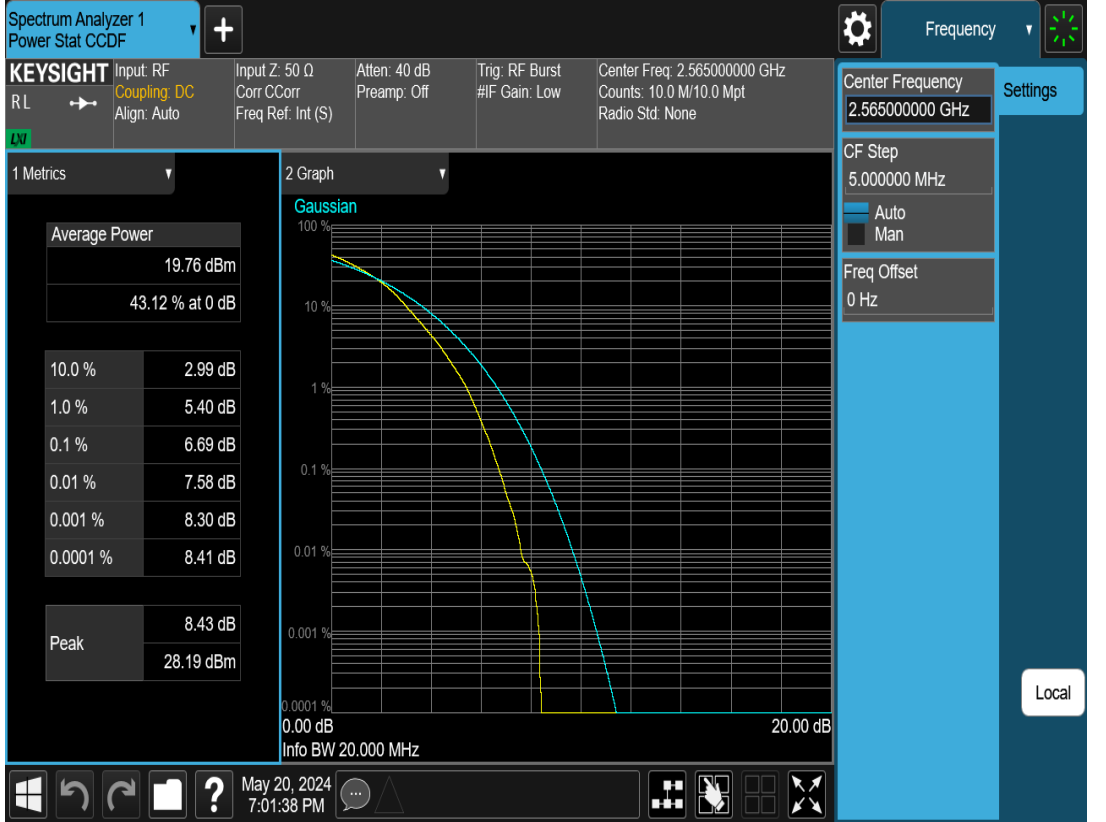 Spectrum Analyzer 1
Power Stat CCDF
+
Frequency
KEYSIGHT
RL
LXI
Input: RF
Coupling: DC
Align: Auto
Input Z: 50 Ω
Corr CCorr
Freq Ref: Int (S)
Atten: 40 dB
Preamp: Off
Trig: RF Burst
#IF Gain: Low
Center Freq: 2.565000000 GHz
Counts: 10.0 M/10.0 Mpt
Radio Std: None
Center Frequency
2.565000000 GHz
Settings
CF Step
5.000000 MHz
Auto
Man
Freq Offset
0 Hz
Local
1 Metrics
Average Power
19.76 dBm
43.12 % at 0 dB
10.0 % 2.99 dB
1.0 % 5.40 dB
0.1 % 6.69 dB
0.01 % 7.58 dB
0.001 % 8.30 dB
0.0001 % 8.41 dB
Peak
8.43 dB
28.19 dBm
2 Graph
Gaussian
100 %
10 %
1 %
0.1 %
0.01 %
0.001 %
0.0001 %
0.00 dB 20.00 dB
Info BW 20.000 MHz
?
May 20, 2024
7:01:38 PM